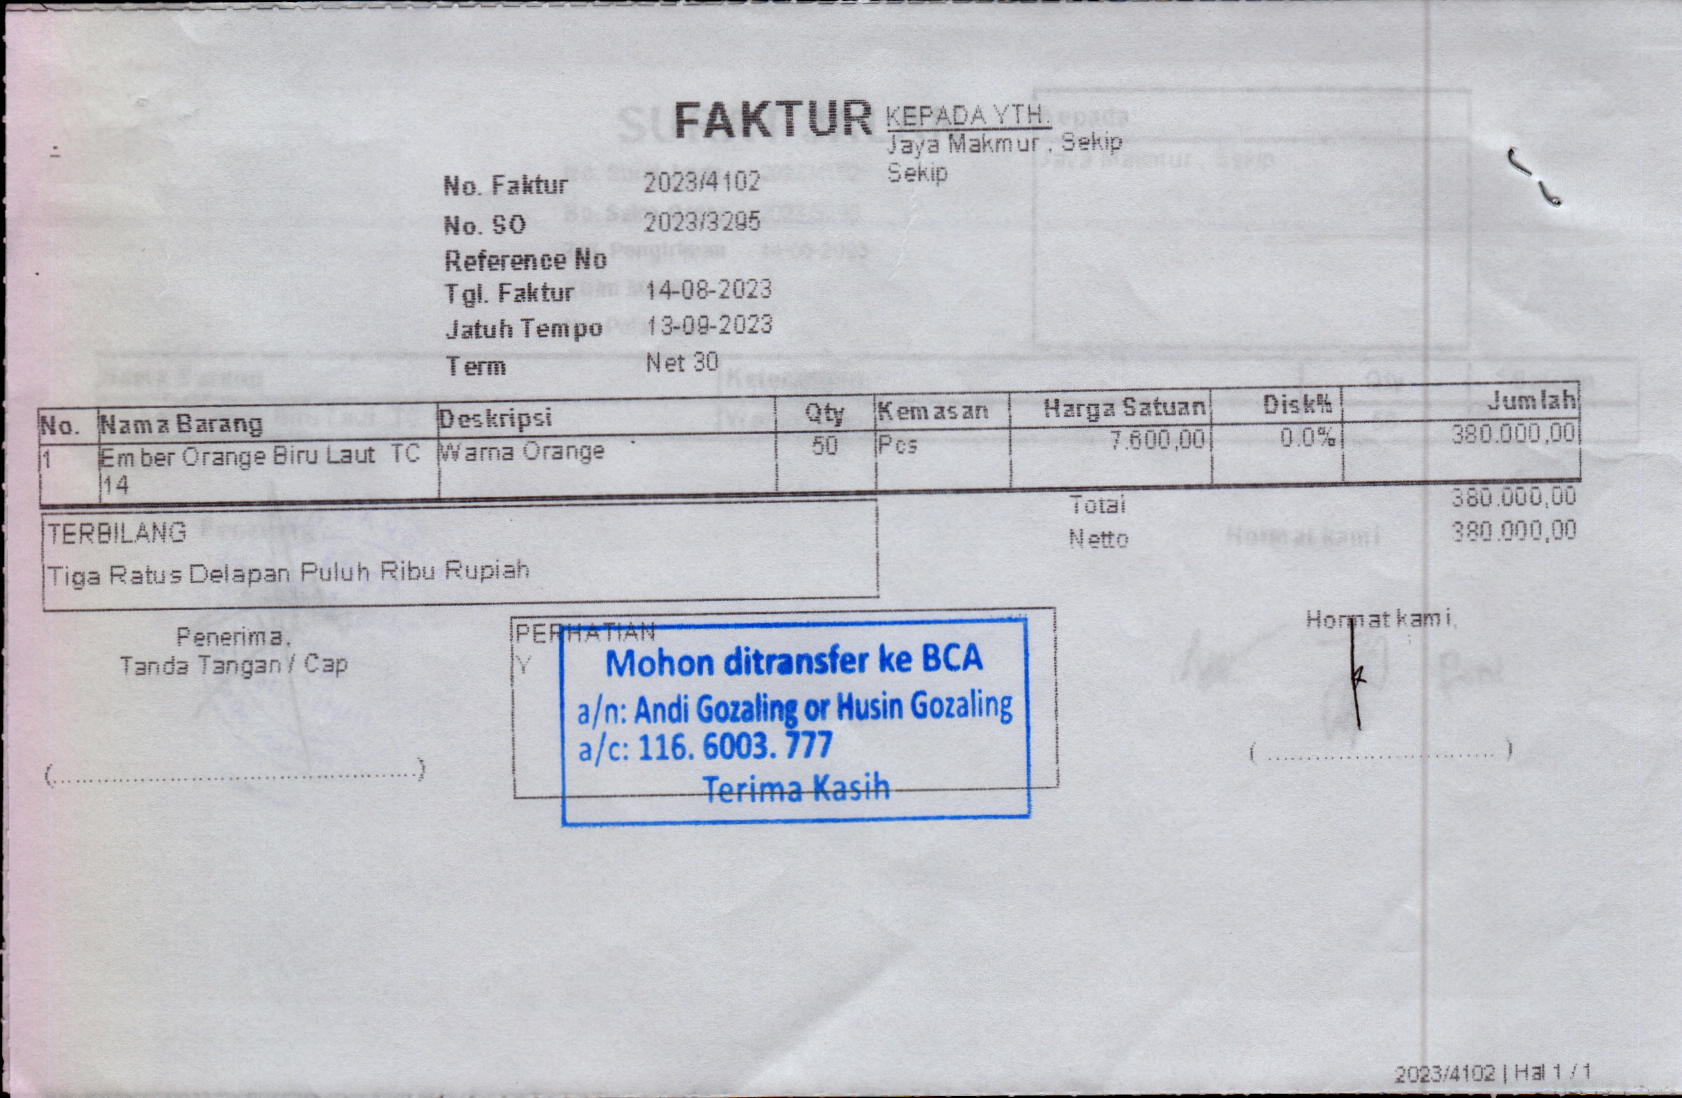 FAKTUR
KEPADA YTH.
Jaya Makmur , Sekip
Sekip
No. Faktur 2023/4102
No. SO 2023/3295
Reference No
Tgl. Faktur 14-08-2023
Jatuh Tempo 13-09-2023
Term Net 30
No. Nama Barang Deskripsi Qty Kemasan Harga Satuan Disk% Jumlah
1 Ember Orange Biru Laut TC Warna Orange 50 Pcs 7.600,00 0.0% 380.000,00
14
Total 380.000,00
Netto 380.000,00
TERBILANG
Tiga Ratus Delapan Puluh Ribu Rupiah
Penerima,
Tanda Tangan / Cap
(................................................)
PERHATIAN
Y
Mohon ditransfer ke BCA
a/n: Andi Gozaling or Husin Gozaling
a/c: 116. 6003. 777
Terima Kasih
Hormat kami,
( .............................. )
2023/4102 | Hal 1 / 1